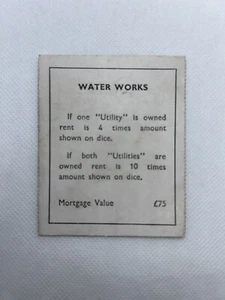 WATER WORKS
If one "Utility" is owned
rent is 4 times amount
shown on dice.
If both "Utilities" are
owned rent is 10 times
amount shown on dice.
Mortgage Value £75